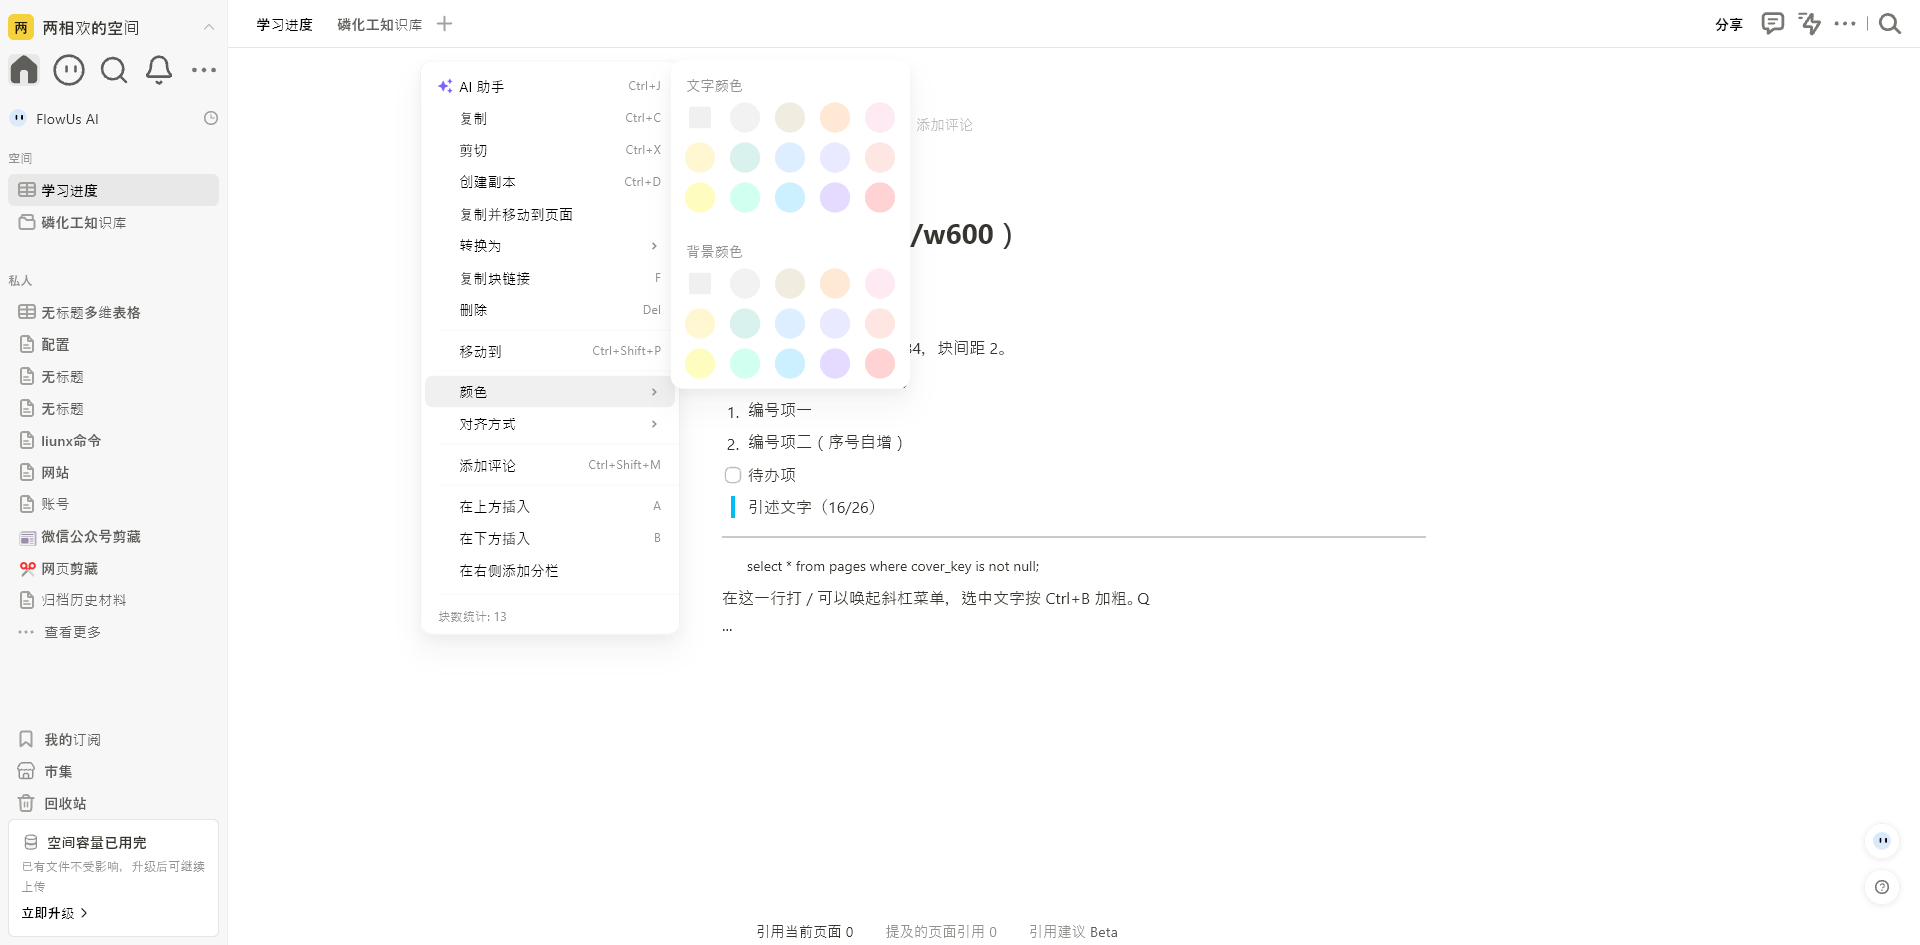 两 两相欢的空间
FlowUs AI
空间
学习进度
磷化工知识库
私人
无标题多维表格
配置
无标题
无标题
liunx命令
网站
账号
微信公众号剪藏
网页剪藏
归档历史材料
查看更多
我的订阅
市集
回收站
空间容量已用完
已有文件不受影响，升级后可继续
上传
立即升级
学习进度 磷化工知识库
分享
AI 助手 Ctrl+J
复制 Ctrl+C
剪切 Ctrl+X
创建副本 Ctrl+D
复制并移动到页面
转换为
复制块链接 F
删除 Del
移动到 Ctrl+Shift+P
颜色
对齐方式
添加评论 Ctrl+Shift+M
在上方插入 A
在下方插入 B
在右侧添加分栏
块数统计: 13
文字颜色
背景颜色
添加评论
/w600）
34，块间距 2。
1. 编号项一
2. 编号项二（序号自增）
待办项
引述文字（16/26）
select * from pages where cover_key is not null;
在这一行打 / 可以唤起斜杠菜单，选中文字按 Ctrl+B 加粗。Q
...
引用当前页面 0 提及的页面引用 0 引用建议 Beta